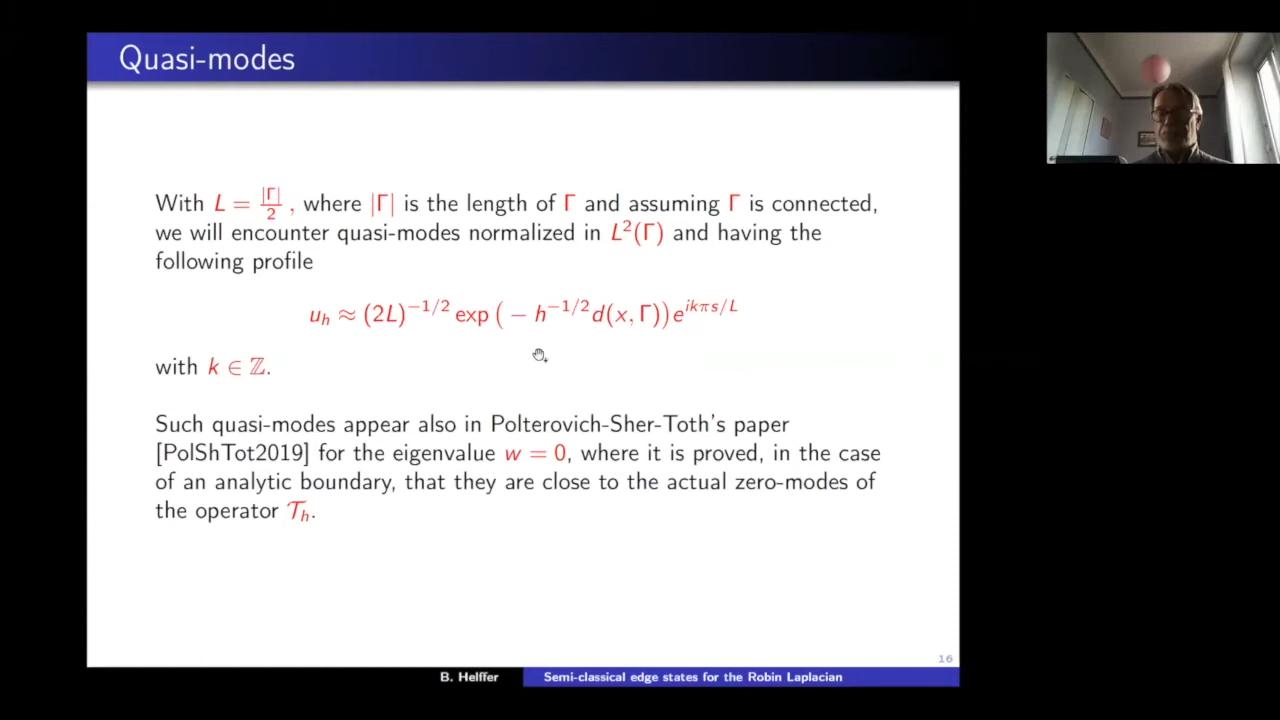 Quasi-modes
With L = |Γ|/2 , where |Γ| is the length of Γ and assuming Γ is connected,
we will encounter quasi-modes normalized in L²(Γ) and having the
following profile
u_h ≈ (2L)^{-1/2} exp ( − h^{-1/2} d(x, Γ)) e^{ikπs/L}
with k ∈ ℤ.
Such quasi-modes appear also in Polterovich-Sher-Toth's paper
[PolShTot2019] for the eigenvalue w = 0, where it is proved, in the case
of an analytic boundary, that they are close to the actual zero-modes of
the operator 𝒯_h.
16
B. Helffer Semi-classical edge states for the Robin Laplacian